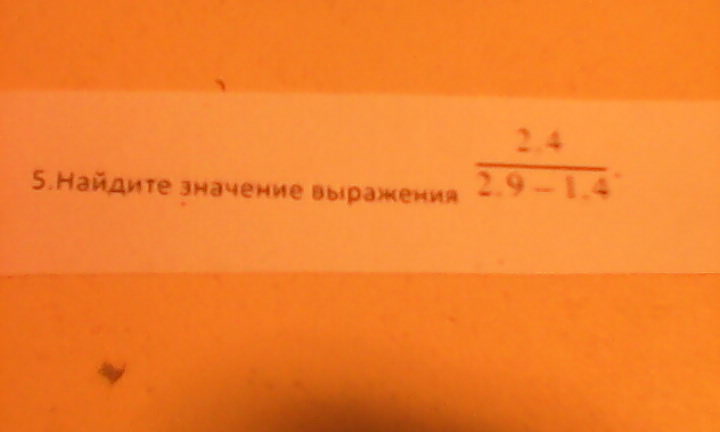 5.Найдите значение выражения 2.4 / 2.9 – 1.4.